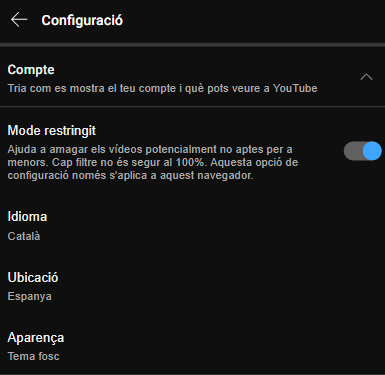 Configuració
Compte
Tria com es mostra el teu compte i què pots veure a YouTube
Mode restringit
Ajuda a amagar els vídeos potencialment no aptes per a
menors. Cap filtre no és segur al 100%. Aquesta opció de
configuració només s'aplica a aquest navegador.
Idioma
Català
Ubicació
Espanya
Aparença
Tema fosc